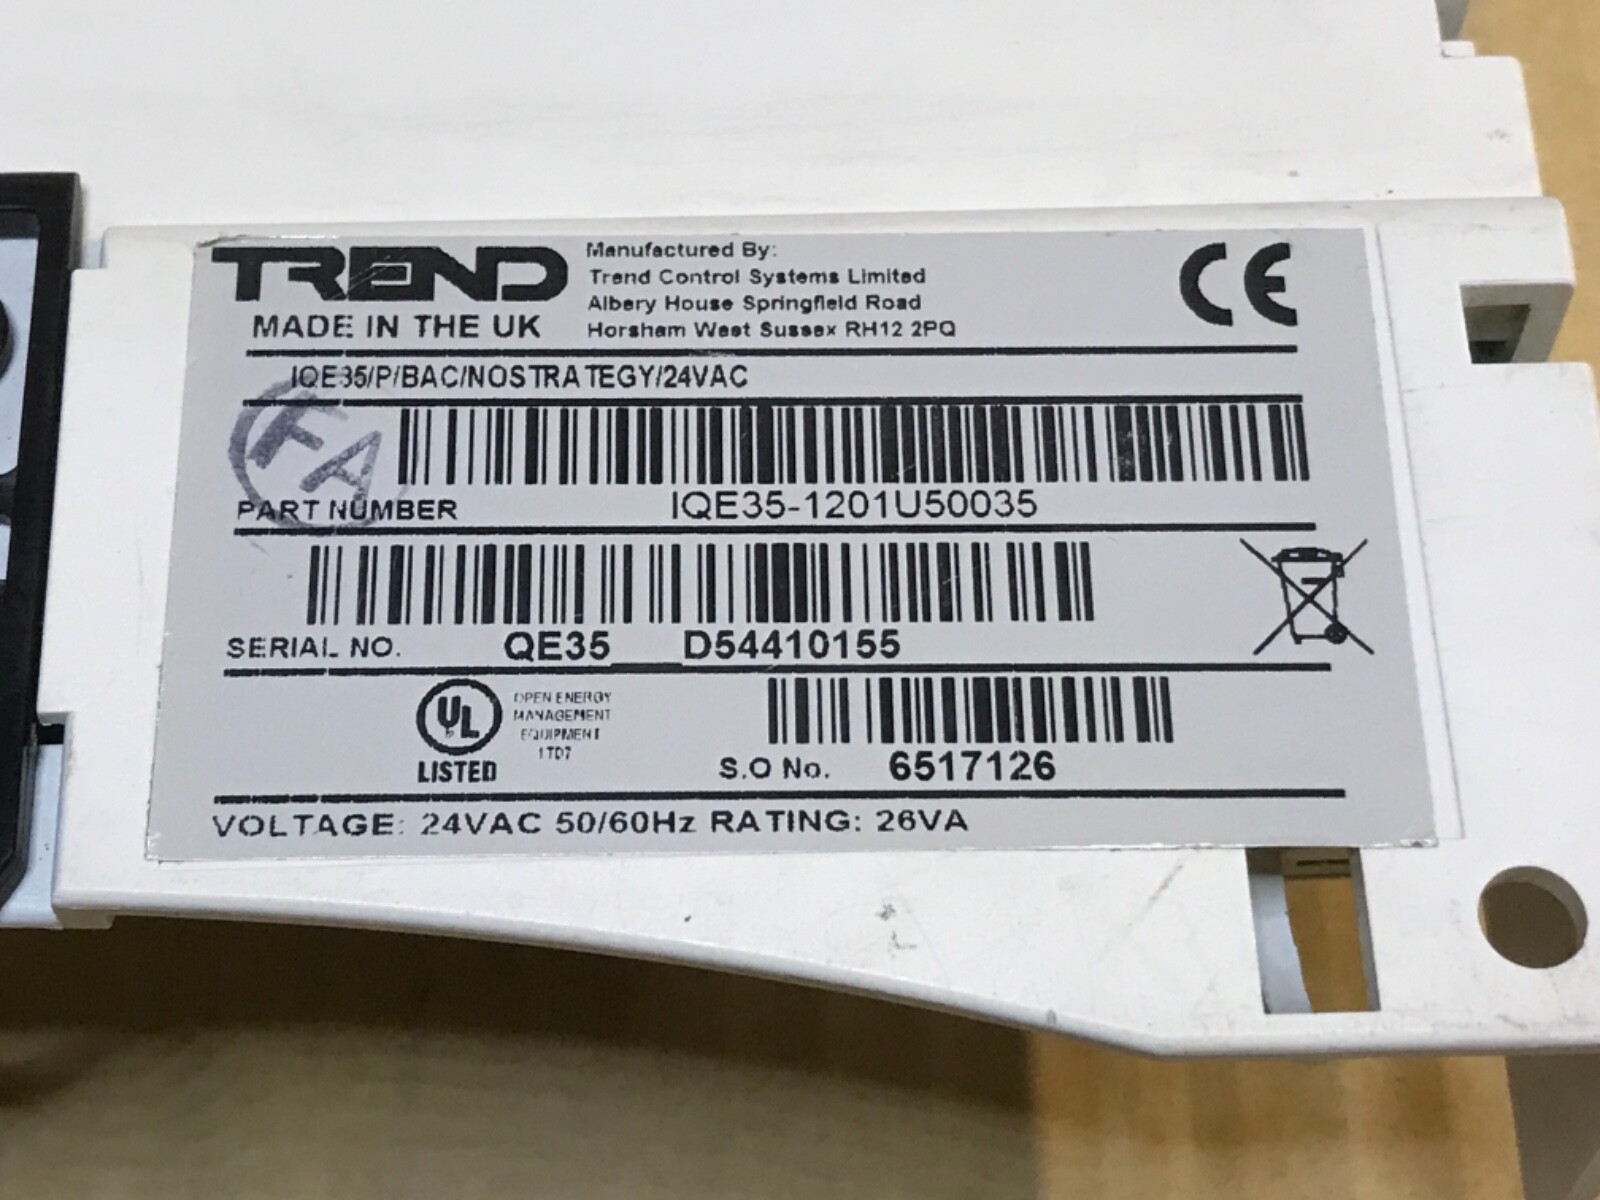 TREND
MADE IN THE UK
Manufactured By:
Trend Control Systems Limited
Albery House Springfield Road
Horsham West Sussex RH12 2PQ
CE
IQE35/P/BAC/NOSTRATEGY/24VAC
FA
PART NUMBER IQE35-1201U50035
SERIAL NO. QE35 D54410155
UL
LISTED
OPEN ENERGY
MANAGEMENT
EQUIPMENT
1TD7
S.O No. 6517126
VOLTAGE: 24VAC 50/60Hz RATING: 26VA